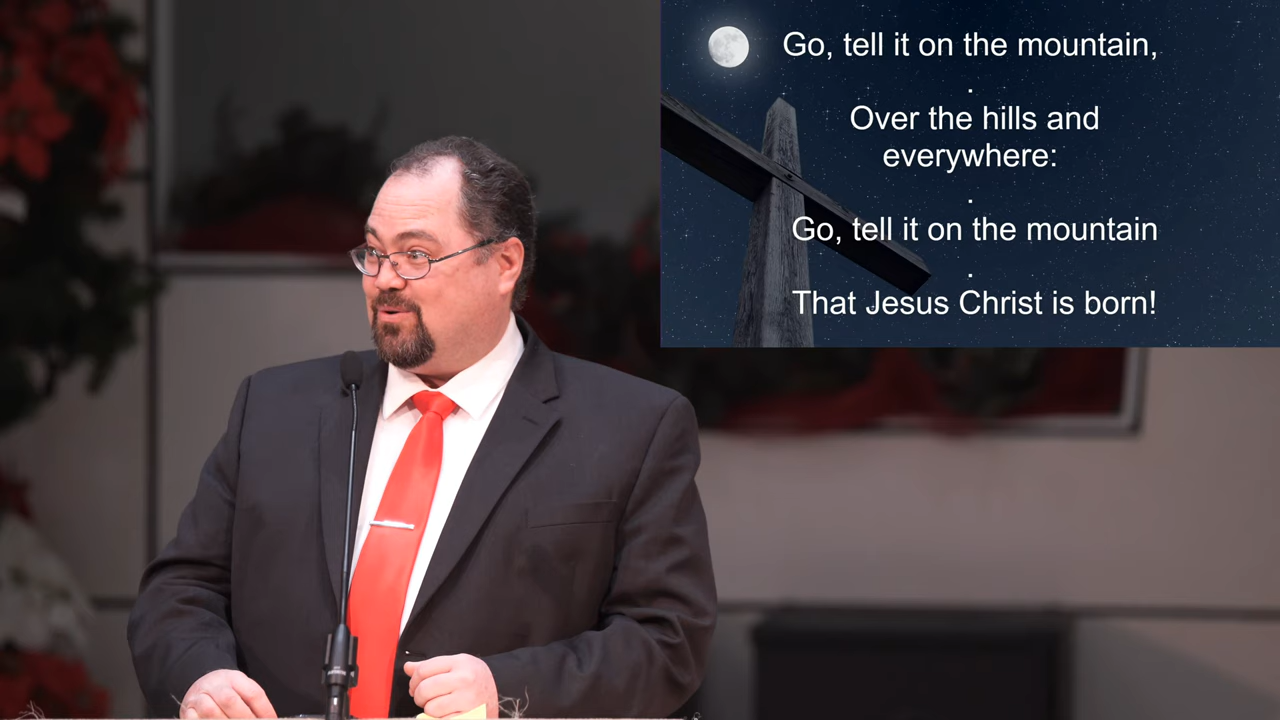 Go, tell it on the mountain,
.
Over the hills and
everywhere:
.
Go, tell it on the mountain
.
That Jesus Christ is born!